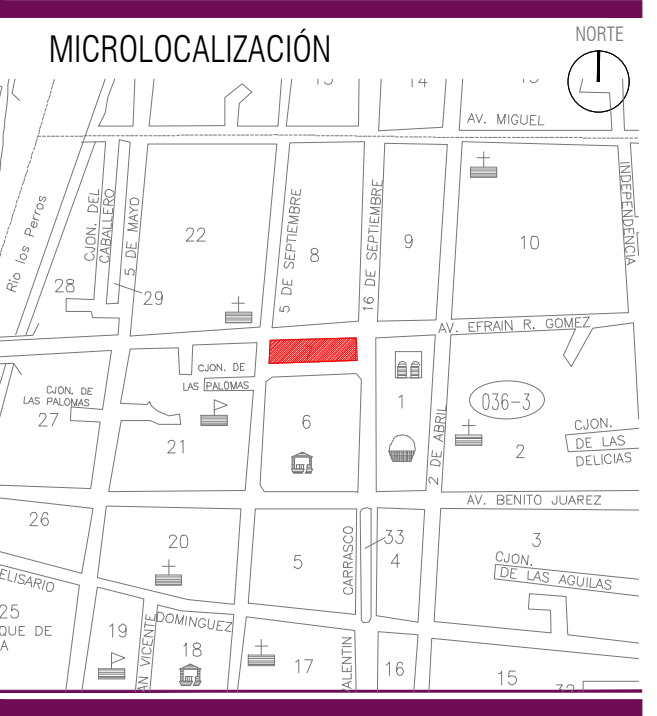 MICROLOCALIZACIÓN
NORTE
14
AV. MIGUEL
INDEPENDENCIA
Rio los Perros
CJON. DEL
CABALLERO
5 DE MAYO
22
5 DE SEPTIEMBRE
8
16 DE SEPTIEMBRE
9
10
28
29
AV. EFRAIN R. GOMEZ
7
CJON. DE
LAS PALOMAS
CJON. DE
LAS PALOMAS
27
21
6
1
2 DE ABRIL
036-3
2
CJON.
DE LAS
DELICIAS
AV. BENITO JUAREZ
26
20
5
CARRASCO
33
4
3
CJON.
DE LAS AGUILAS
ELISARIO
25
QUE DE
A
19
AN VICENTE
DOMINGUEZ
18
17
ALENTIN
16
15